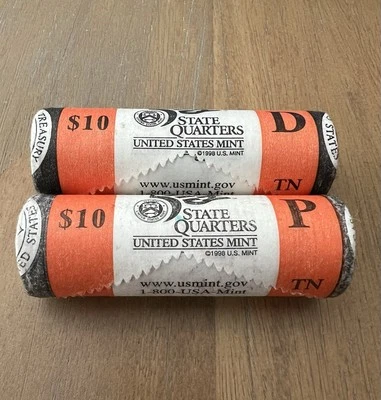 TREASURY
$10
STATE
QUARTERS
UNITED STATES MINT
©1998 U.S. MINT
www.usmint.gov
D
TN
STATES
$10
STATE
QUARTERS
UNITED STATES MINT
©1998 U.S. MINT
www.usmint.gov
1-800-USA-Mint
P
TN